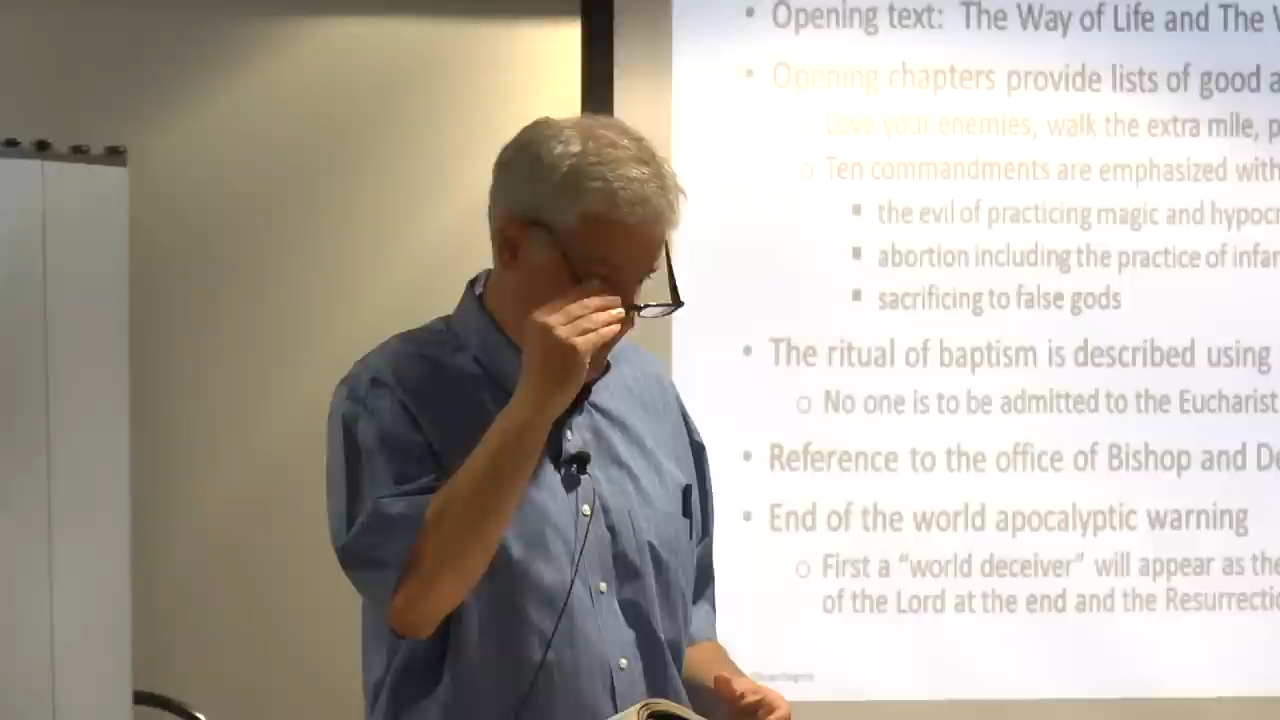 • Opening text: The Way of Life and The
• Opening chapters provide lists of good
o Love your enemies, walk the extra mile,
o Ten commandments are emphasized with
▪ the evil of practicing magic and
▪ abortion including the practice of
▪ sacrificing to false gods
• The ritual of baptism is described using
o No one is to be admitted to the Eucharist
• Reference to the office of Bishop and
• End of the world apocalyptic warning
o First a “world deceiver” will appear as the
of the Lord at the end and the